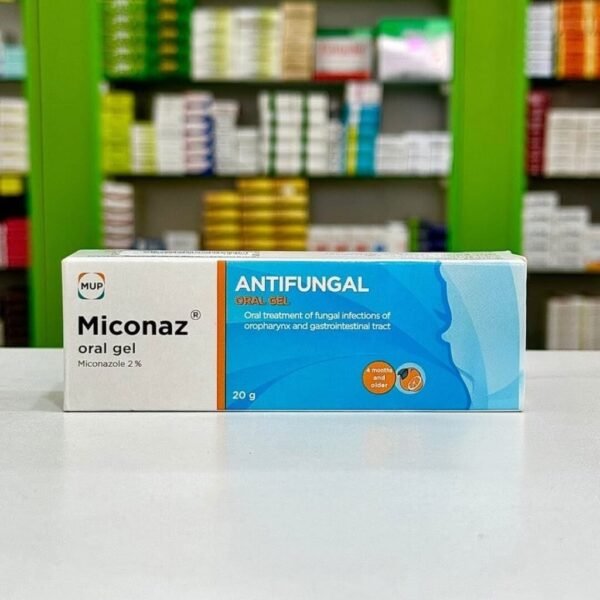 MUP
Miconaz®
oral gel
Miconazole 2%
ANTIFUNGAL
ORAL GEL
Oral treatment of fungal infections of
oropharynx and gastrointestinal tract
4 months
and
older
20 g